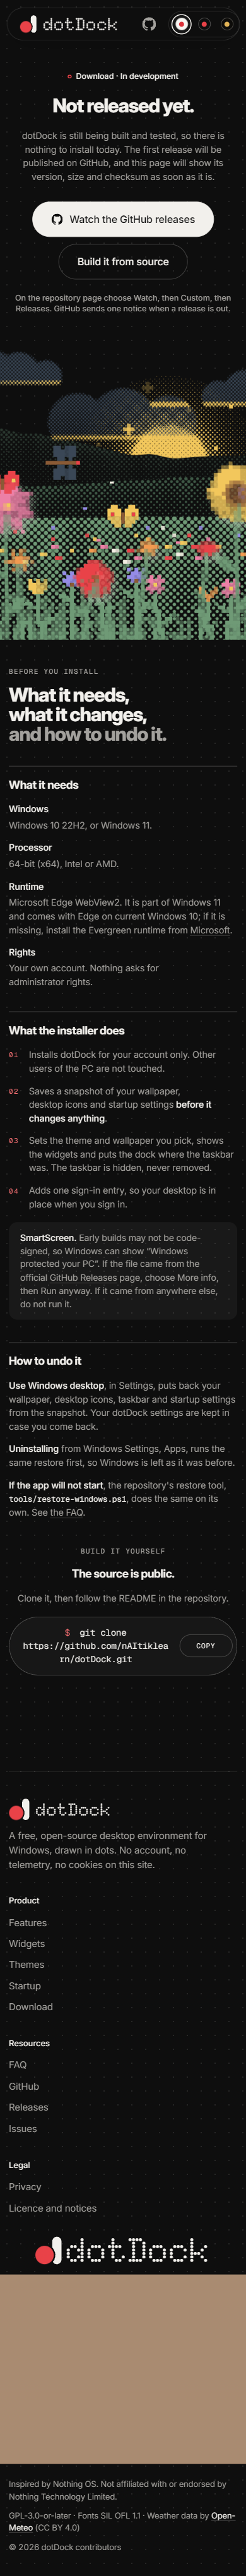 dotDock
Download · In development
Not released yet.
dotDock is still being built and tested, so there is
nothing to install today. The first release will be
published on GitHub, and this page will show its
version, size and checksum as soon as it is.
Watch the GitHub releases
Build it from source
On the repository page choose Watch, then Custom, then
Releases. GitHub sends one notice when a release is out.
BEFORE YOU INSTALL
What it needs,
what it changes,
and how to undo it.
What it needs
Windows
Windows 10 22H2, or Windows 11.
Processor
64-bit (x64), Intel or AMD.
Runtime
Microsoft Edge WebView2. It is part of Windows 11
and comes with Edge on current Windows 10; if it is
missing, install the Evergreen runtime from Microsoft.
Rights
Your own account. Nothing asks for
administrator rights.
What the installer does
01 Installs dotDock for your account only. Other
users of the PC are not touched.
02 Saves a snapshot of your wallpaper,
desktop icons and startup settings before it
changes anything.
03 Sets the theme and wallpaper you pick, shows
the widgets and puts the dock where the taskbar
was. The taskbar is hidden, never removed.
04 Adds one sign-in entry, so your desktop is in
place when you sign in.
SmartScreen. Early builds may not be code-
signed, so Windows can show “Windows
protected your PC”. If the file came from the
official GitHub Releases page, choose More info,
then Run anyway. If it came from anywhere else,
do not run it.
How to undo it
Use Windows desktop, in Settings, puts back your
wallpaper, desktop icons, taskbar and startup settings
from the snapshot. Your dotDock settings are kept in
case you come back.
Uninstalling from Windows Settings, Apps, runs the
same restore first, so Windows is left as it was before.
If the app will not start, the repository's restore tool,
tools/restore-windows.ps1, does the same on its
own. See the FAQ.
BUILD IT YOURSELF
The source is public.
Clone it, then follow the README in the repository.
$ git clone
https://github.com/nAItiklea
rn/dotDock.git
COPY
dotDock
A free, open-source desktop environment for
Windows, drawn in dots. No account, no
telemetry, no cookies on this site.
Product
Features
Widgets
Themes
Startup
Download
Resources
FAQ
GitHub
Releases
Issues
Legal
Privacy
Licence and notices
dotDock
Inspired by Nothing OS. Not affiliated with or endorsed by
Nothing Technology Limited.
GPL-3.0-or-later · Fonts SIL OFL 1.1 · Weather data by Open-
Meteo (CC BY 4.0)
© 2026 dotDock contributors